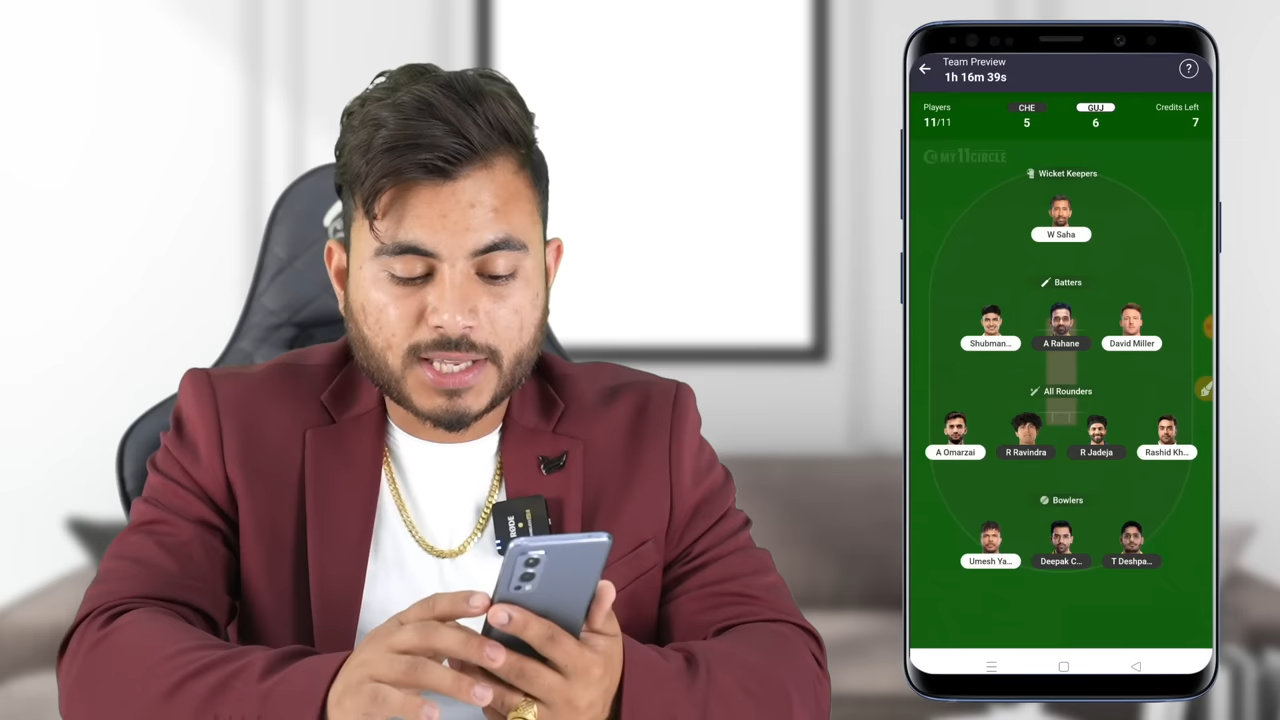 Team Preview
1h 16m 39s
?
Players
CHE
GUJ
Credits Left
11/11
5
6
7
MY11CIRCLE
Wicket Keepers
W Saha
Batters
Shubman...
A Rahane
David Miller
All Rounders
A Omarzai
R Ravindra
R Jadeja
Rashid Kh...
Bowlers
Umesh Ya...
Deepak C...
T Deshpa...
RØDE